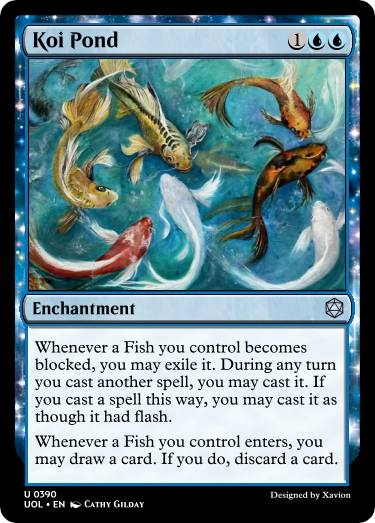 Koi Pond 1
Enchantment
Whenever a Fish you control becomes
blocked, you may exile it. During any turn
you cast another spell, you may cast it. If
you cast a spell this way, you may cast it as
though it had flash.
Whenever a Fish you control enters, you
may draw a card. If you do, discard a card.
U 0390
Designed by Xavion
UOL • EN Cathy Gilday